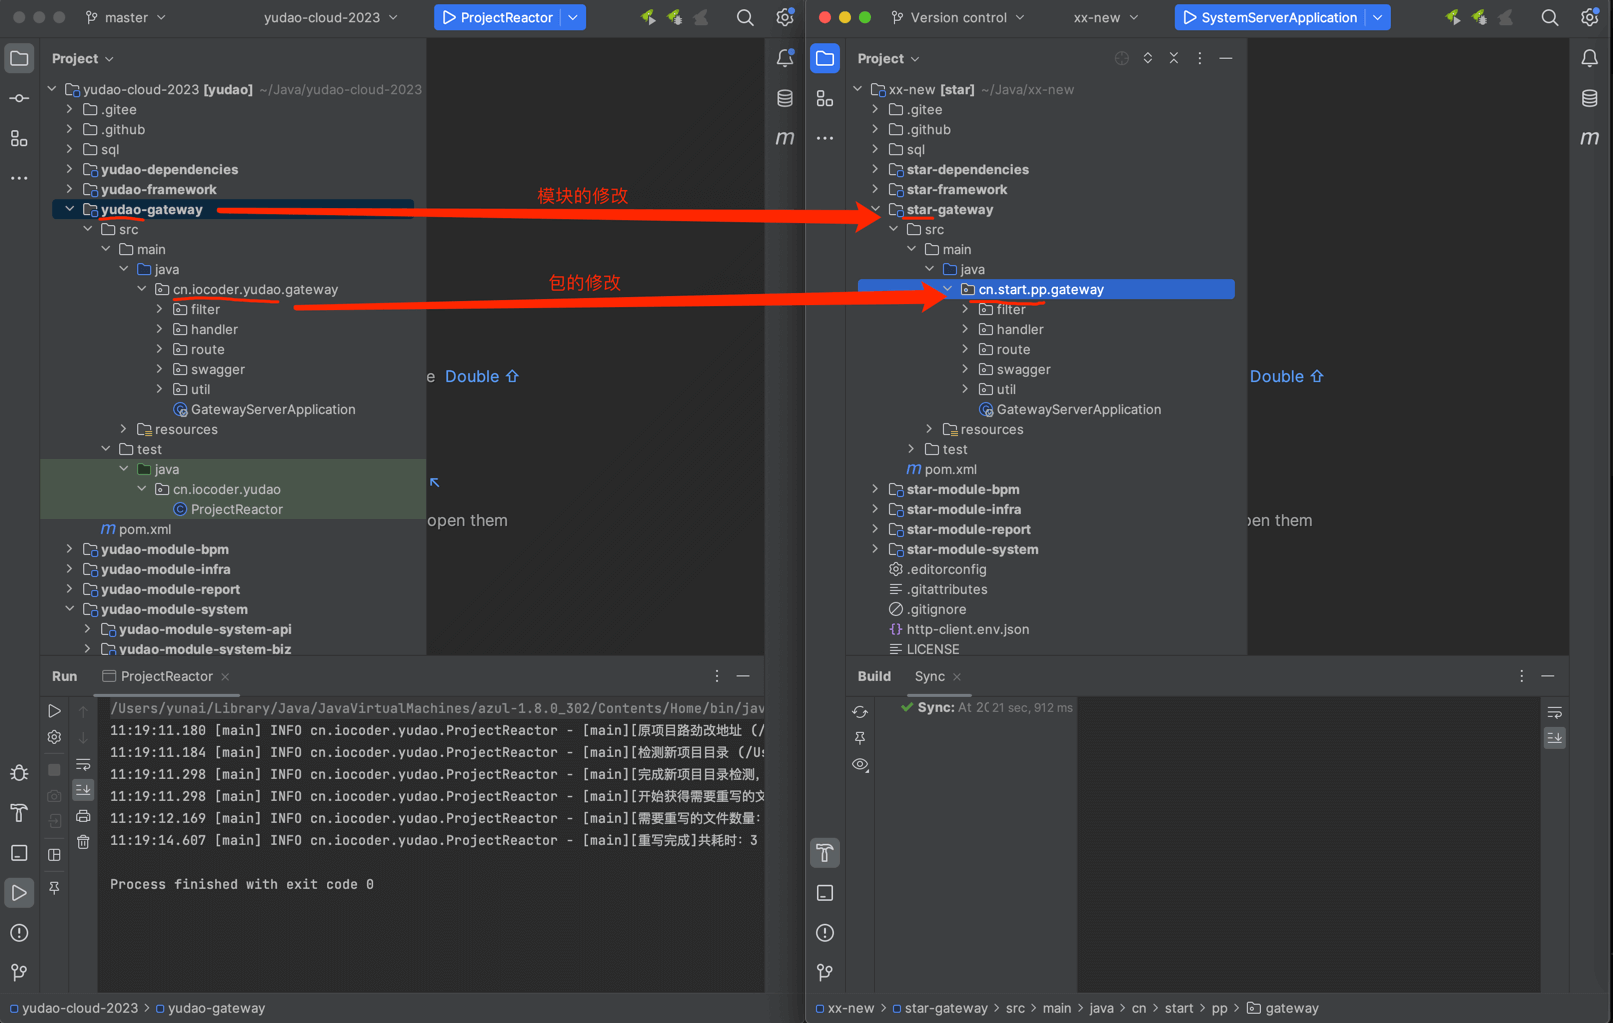 master
yudao-cloud-2023
ProjectReactor
Project
yudao-cloud-2023 [yudao] ~/Java/yudao-cloud-2023
.gitee
.github
sql
yudao-dependencies
yudao-framework
yudao-gateway
src
main
java
cn.iocoder.yudao.gateway
filter
handler
route
swagger
util
GatewayServerApplication
resources
test
java
cn.iocoder.yudao
ProjectReactor
pom.xml
yudao-module-bpm
yudao-module-infra
yudao-module-report
yudao-module-system
yudao-module-system-api
yudao-module-system-biz
e Double ⇧
open them
模块的修改
包的修改
Run
ProjectReactor
/Users/yunai/Library/Java/JavaVirtualMachines/azul-1.8.0_302/Contents/Home/bin/jav
11:19:11.180 [main] INFO cn.iocoder.yudao.ProjectReactor - [main][原项目路劲改地址 (/
11:19:11.184 [main] INFO cn.iocoder.yudao.ProjectReactor - [main][检测新项目目录 (/Us
11:19:11.298 [main] INFO cn.iocoder.yudao.ProjectReactor - [main][完成新项目目录检测,
11:19:11.298 [main] INFO cn.iocoder.yudao.ProjectReactor - [main][开始获得需要重写的文
11:19:12.169 [main] INFO cn.iocoder.yudao.ProjectReactor - [main][需要重写的文件数量:
11:19:14.607 [main] INFO cn.iocoder.yudao.ProjectReactor - [main][重写完成]共耗时: 3
Process finished with exit code 0
yudao-cloud-2023 > yudao-gateway
Version control
xx-new
SystemServerApplication
Project
xx-new [star] ~/Java/xx-new
.gitee
.github
sql
star-dependencies
star-framework
star-gateway
src
main
java
cn.start.pp.gateway
filter
handler
route
swagger
util
GatewayServerApplication
resources
test
pom.xml
star-module-bpm
star-module-infra
star-module-report
star-module-system
.editorconfig
.gitattributes
.gitignore
http-client.env.json
LICENSE
Double ⇧
pen them
Build
Sync
Sync: At 20 21 sec, 912 ms
xx-new > star-gateway > src > main > java > cn > start > pp > gateway